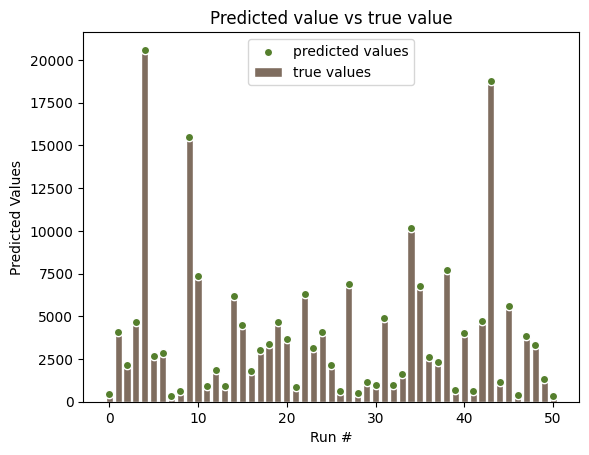 Predicted value vs true value
predicted values
true values
20000
17500
15000
12500
10000
7500
5000
2500
0
Predicted Values
0 10 20 30 40 50
Run #